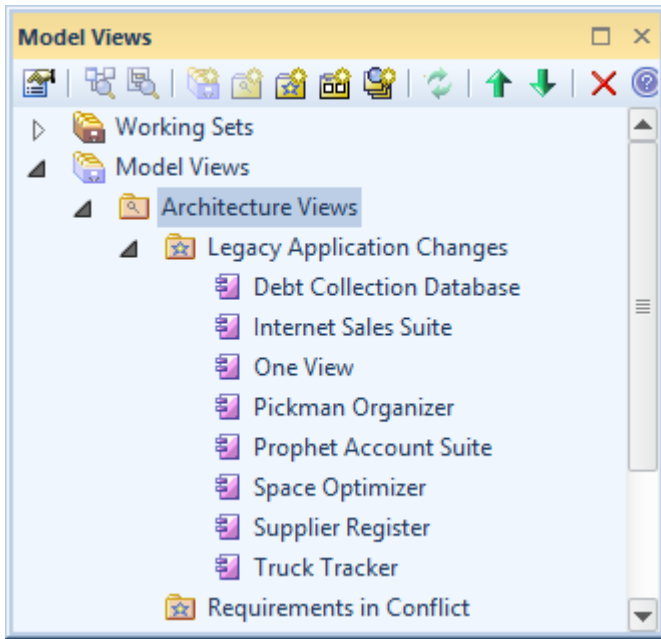 Model Views
Working Sets
Model Views
Architecture Views
Legacy Application Changes
Debt Collection Database
Internet Sales Suite
One View
Pickman Organizer
Prophet Account Suite
Space Optimizer
Supplier Register
Truck Tracker
Requirements in Conflict